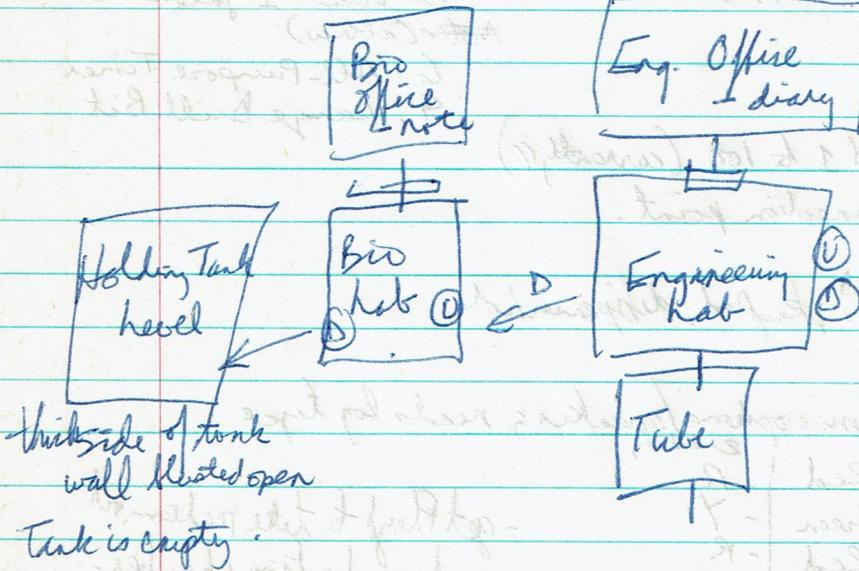 Bio
office
- note
Eng. Office
- diary
Holding Tank
Level
Bio
Lab
D
U
D
Engineering
Lab
U
D
Tube
side of tank
wall blasted open
Tank is empty.